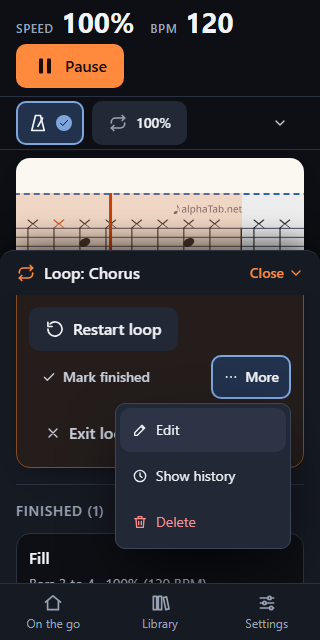 SPEED 100% BPM 120
Pause
100%
alphaTab.net
Loop: Chorus
Close
Restart loop
Mark finished
More
Exit
Edit
Show history
Delete
FINISHED (1)
Fill
On the go
Library
Settings